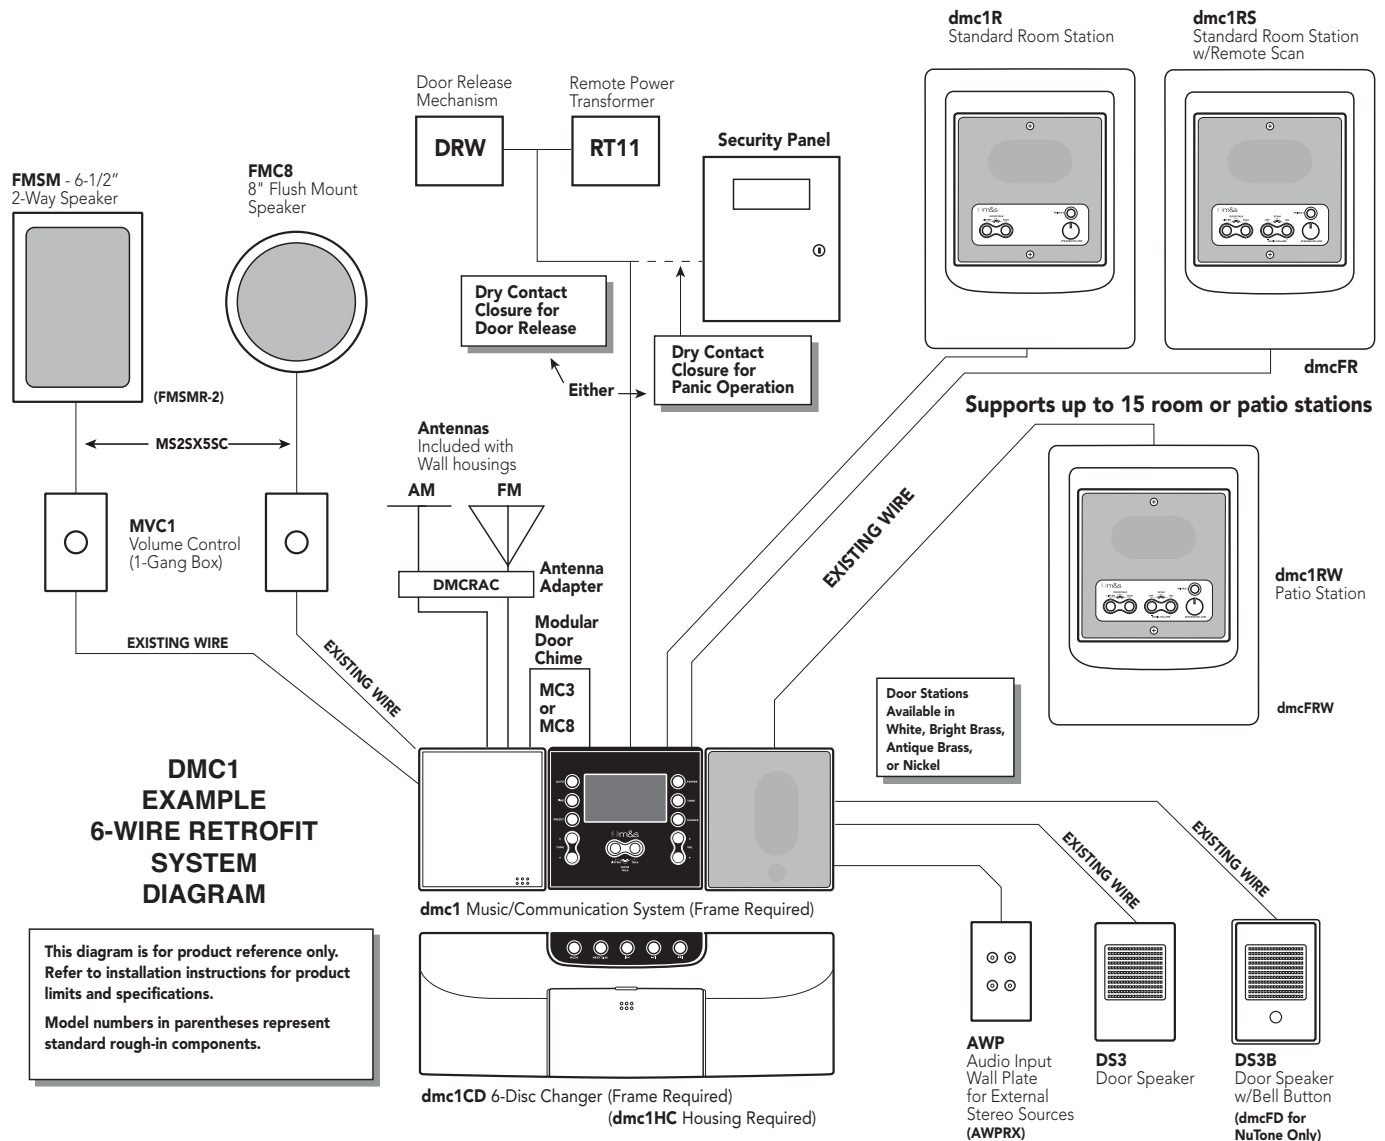 dmc1R
Standard Room Station
dmc1RS
Standard Room Station
w/Remote Scan
Door Release
Mechanism
DRW
Remote Power
Transformer
RT11
Security Panel
FMSM - 6-1/2"
2-Way Speaker
FMC8
8" Flush Mount
Speaker
(FMSMR-2)
MS2SX5SC
Dry Contact
Closure for
Door Release
Dry Contact
Closure for
Panic Operation
Either
dmcFR
Supports up to 15 room or patio stations
Antennas
Included with
Wall housings
AM
FM
DMCRAC
Antenna
Adapter
MVC1
Volume Control
(1-Gang Box)
EXISTING WIRE
EXISTING WIRE
EXISTING WIRE
Modular
Door
Chime
MC3
or
MC8
m&s
m&s
m&s
dmc1RW
Patio Station
dmcFRW
Door Stations
Available in
White, Bright Brass,
Antique Brass,
or Nickel
DMC1
EXAMPLE
6-WIRE RETROFIT
SYSTEM
DIAGRAM
m&s
EXISTING WIRE
EXISTING WIRE
dmc1 Music/Communication System (Frame Required)
This diagram is for product reference only.
Refer to installation instructions for product
limits and specifications.
Model numbers in parentheses represent
standard rough-in components.
dmc1CD 6-Disc Changer (Frame Required)
(dmc1HC Housing Required)
AWP
Audio Input
Wall Plate
for External
Stereo Sources
(AWPRX)
DS3
Door Speaker
DS3B
Door Speaker
w/Bell Button
(dmcFD for
NuTone Only)